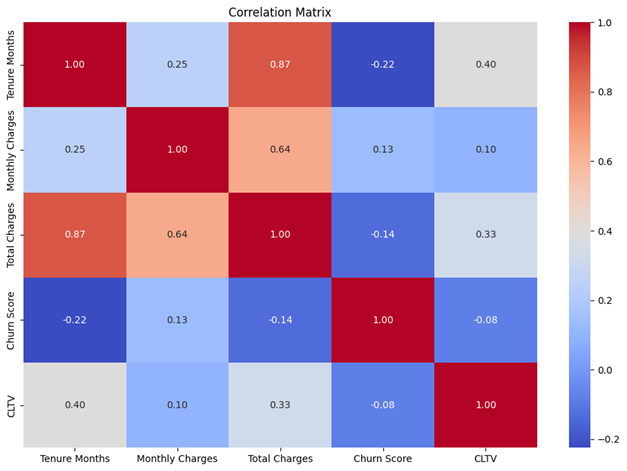 Correlation Matrix
Tenure Months 1.00 0.25 0.87 -0.22 0.40
Monthly Charges 0.25 1.00 0.64 0.13 0.10
Total Charges 0.87 0.64 1.00 -0.14 0.33
Churn Score -0.22 0.13 -0.14 1.00 -0.08
CLTV 0.40 0.10 0.33 -0.08 1.00
Tenure Months Monthly Charges Total Charges Churn Score CLTV
1.0
0.8
0.6
0.4
0.2
0.0
−0.2